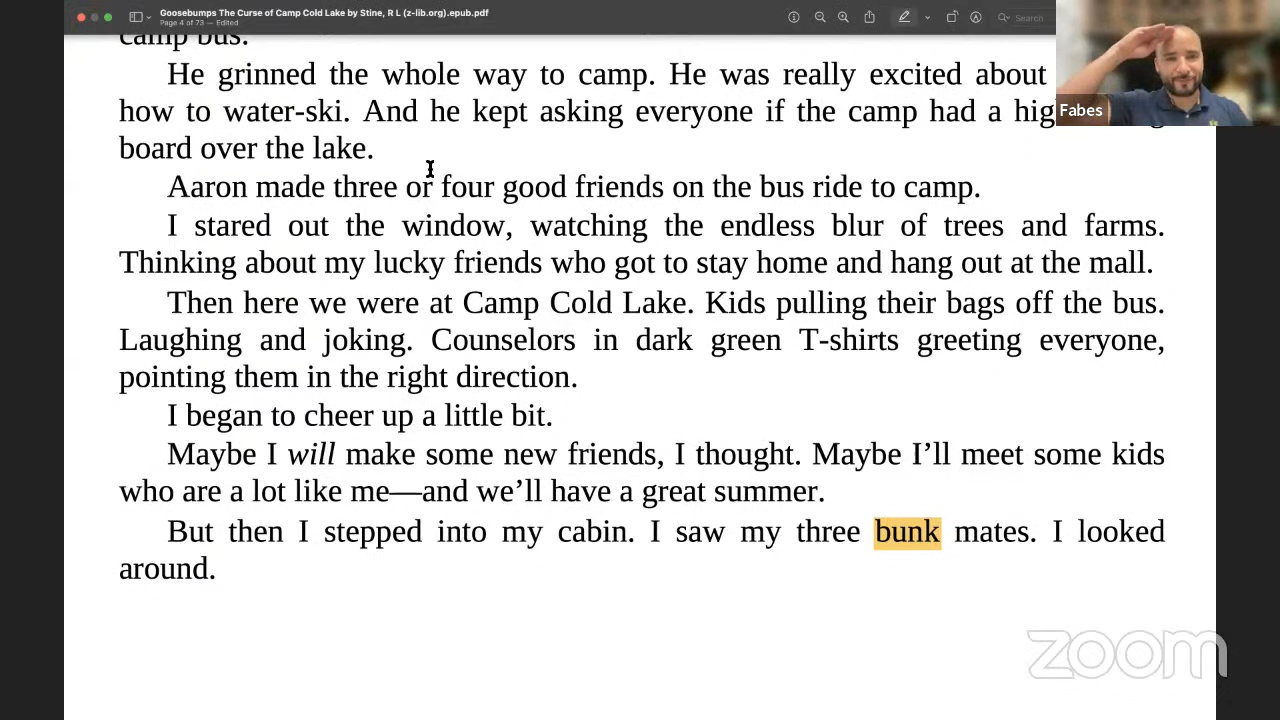 Goosebumps The Curse of Camp Cold Lake by Stine, R L (z-lib.org).epub.pdf
Page 4 of 73 — Edited
Search
Fabes
camp bus.
He grinned the whole way to camp. He was really excited about
how to water-ski. And he kept asking everyone if the camp had a
board over the lake.
Aaron made three or four good friends on the bus ride to camp.
I stared out the window, watching the endless blur of trees and farms.
Thinking about my lucky friends who got to stay home and hang out at the mall.
Then here we were at Camp Cold Lake. Kids pulling their bags off the bus.
Laughing and joking. Counselors in dark green T-shirts greeting everyone,
pointing them in the right direction.
I began to cheer up a little bit.
Maybe I will make some new friends, I thought. Maybe I’ll meet some kids
who are a lot like me—and we’ll have a great summer.
But then I stepped into my cabin. I saw my three bunk mates. I looked
around.
zoom